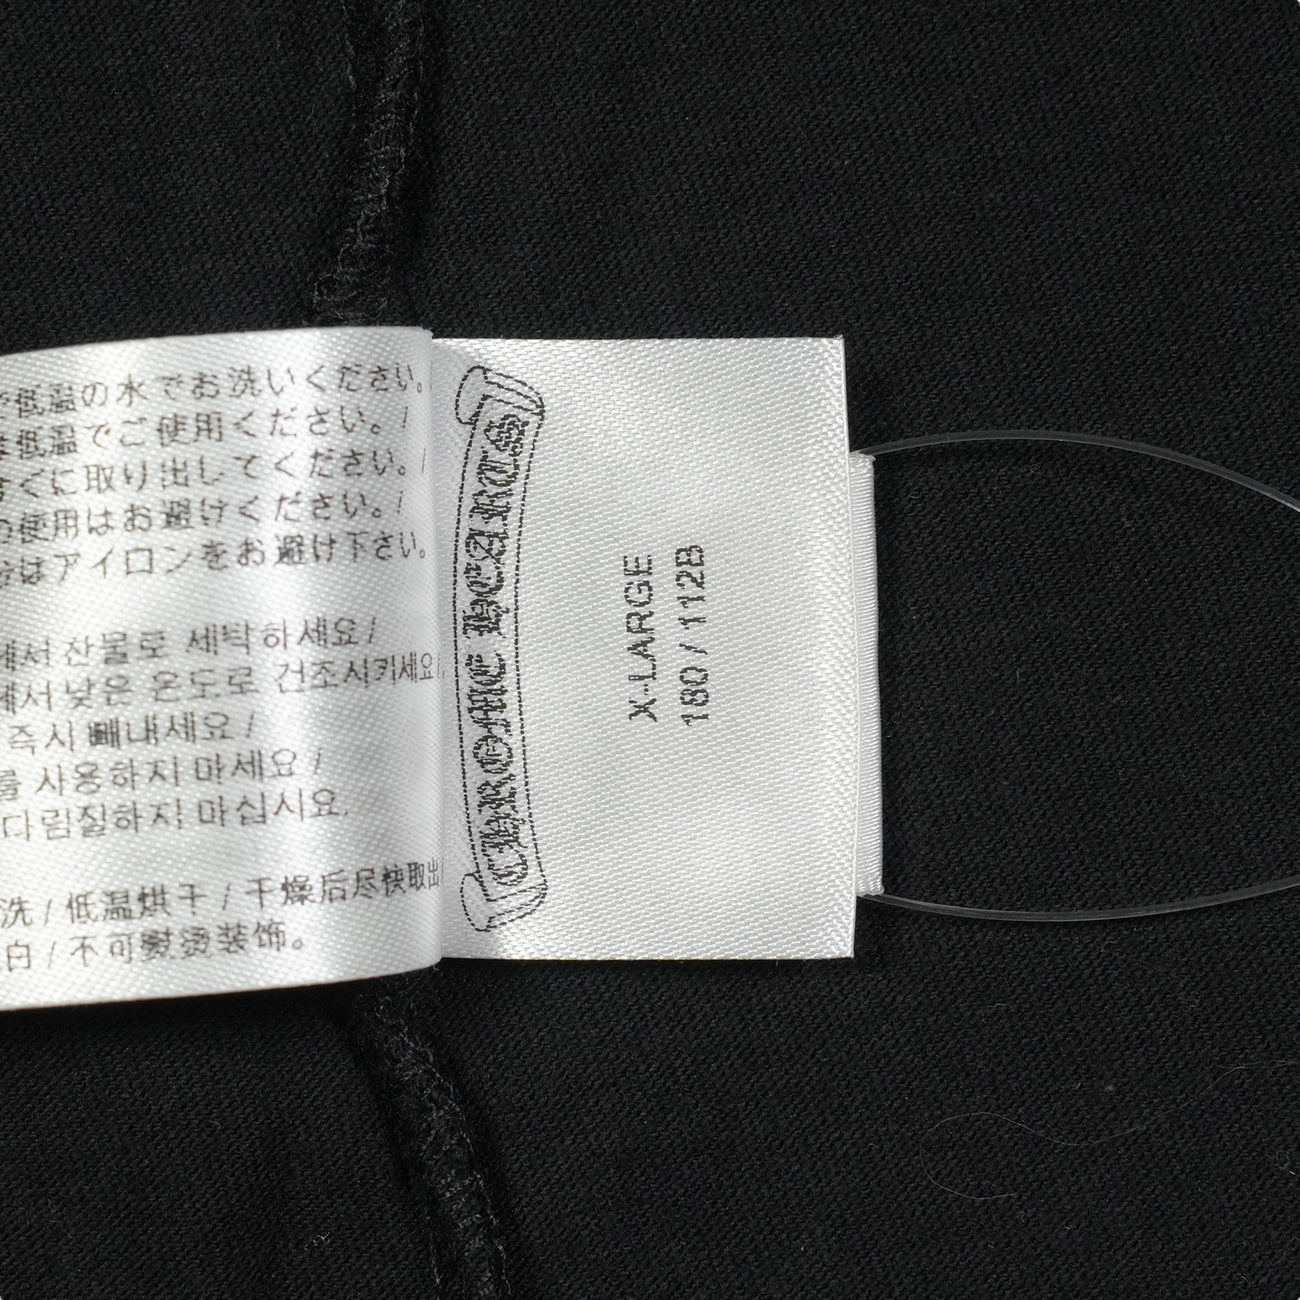 低温の水でお洗いください。
低温でご使用ください。/
くに取り出してください。/
の使用はお避けください。/
はアイロンをお避け下さい。
에서 찬물로 세탁하세요 /
에서 낮은 온도로 건조시키세요
즉시 빼내세요 /
를 사용하지 마세요 /
다림질하지 마십시오.
洗 / 低温烘干 / 干燥后尽快取出
白 / 不可熨烫装饰。
CHROME HEARTS
X-LARGE
180 / 112B